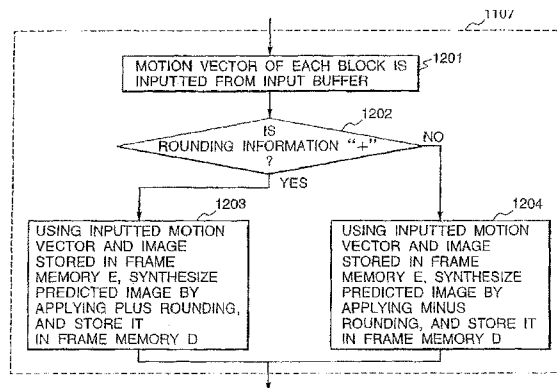 1107
MOTION VECTOR OF EACH BLOCK IS
INPUTTED FROM INPUT BUFFER
1201
1202
IS
ROUNDING INFORMATION "+"
?
NO
YES
1203
USING INPUTTED MOTION
VECTOR AND IMAGE
STORED IN FRAME
MEMORY E, SYNTHESIZE
PREDICTED IMAGE BY
APPLYING PLUS ROUNDING,
AND STORE IT
IN FRAME MEMORY D
1204
USING INPUTTED MOTION
VECTOR AND IMAGE
STORED IN FRAME
MEMORY E, SYNTHESIZE
PREDICTED IMAGE BY
APPLYING MINUS
ROUNDING, AND STORE IT
IN FRAME MEMORY D